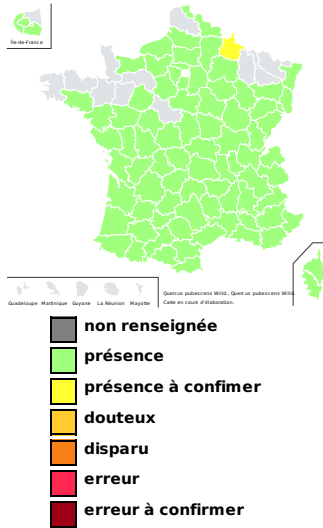 Île-de-France
Guadeloupe Martinique Guyane La Réunion Mayotte
Quercus pubescens Willd., Quercus pubescens Willd.
Carte en cours d'élaboration.
non renseignée
présence
présence à confimer
douteux
disparu
erreur
erreur à confirmer